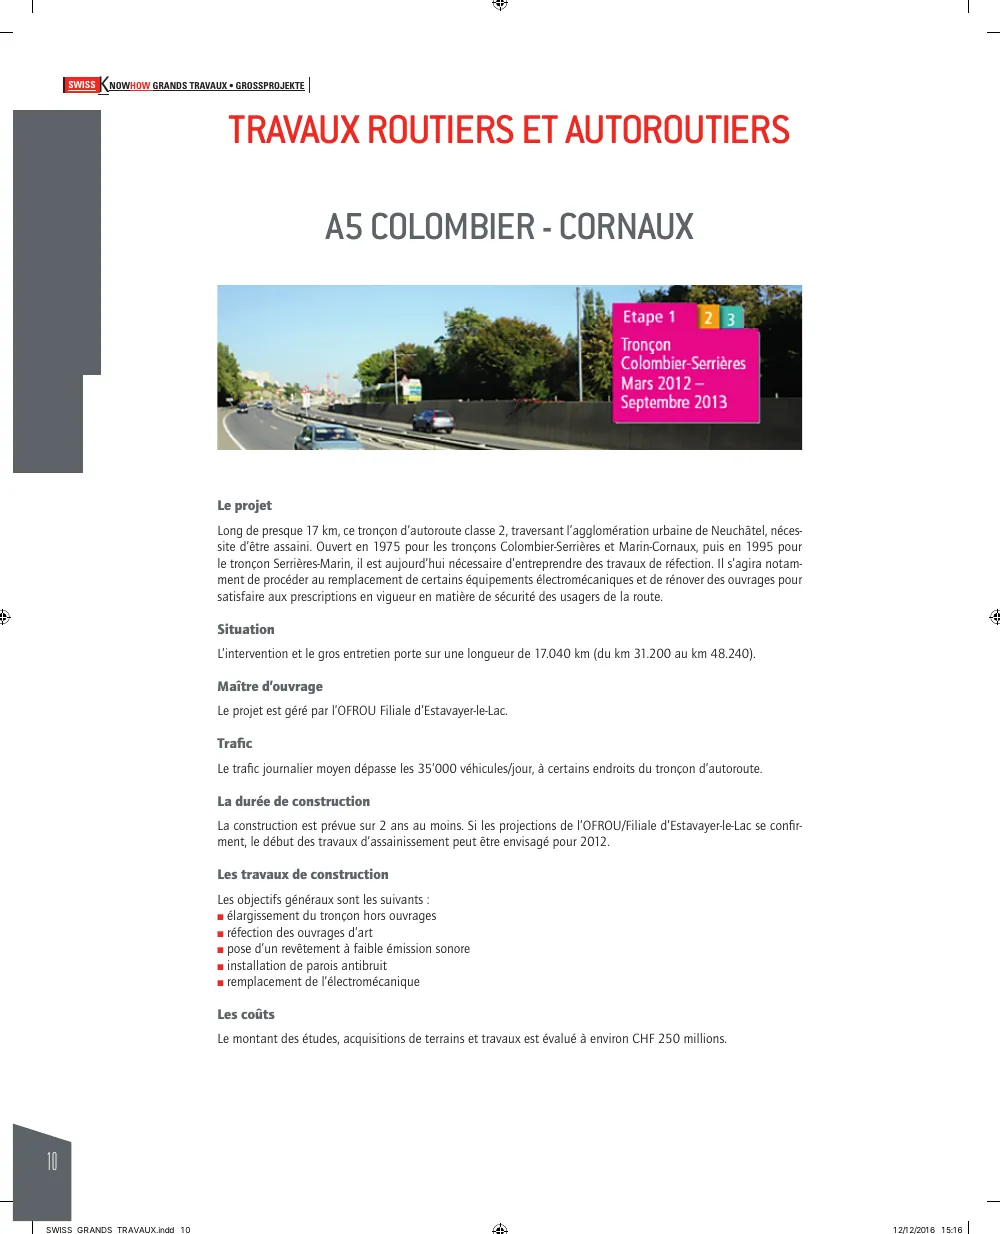 SWISS KNOWHOW GRANDS TRAVAUX • GROSSPROJEKTE
TRAVAUX ROUTIERS ET AUTOROUTIERS
A5 COLOMBIER - CORNAUX
Etape 1 2 3
Tronçon
Colombier-Serrières
Mars 2012 –
Septembre 2013
Le projet
Long de presque 17 km, ce tronçon d’autoroute classe 2, traversant l’agglomération urbaine de Neuchâtel, néces-
site d’être assaini. Ouvert en 1975 pour les tronçons Colombier-Serrières et Marin-Cornaux, puis en 1995 pour
le tronçon Serrières-Marin, il est aujourd’hui nécessaire d’entreprendre des travaux de réfection. Il s’agira notam-
ment de procéder au remplacement de certains équipements électromécaniques et de rénover des ouvrages pour
satisfaire aux prescriptions en vigueur en matière de sécurité des usagers de la route.
Situation
L’intervention et le gros entretien porte sur une longueur de 17.040 km (du km 31.200 au km 48.240).
Maître d’ouvrage
Le projet est géré par l’OFROU Filiale d’Estavayer-le-Lac.
Trafic
Le trafic journalier moyen dépasse les 35’000 véhicules/jour, à certains endroits du tronçon d’autoroute.
La durée de construction
La construction est prévue sur 2 ans au moins. Si les projections de l’OFROU/Filiale d’Estavayer-le-Lac se confir-
ment, le début des travaux d’assainissement peut être envisagé pour 2012.
Les travaux de construction
Les objectifs généraux sont les suivants :
■ élargissement du tronçon hors ouvrages
■ réfection des ouvrages d’art
■ pose d’un revêtement à faible émission sonore
■ installation de parois antibruit
■ remplacement de l’électromécanique
Les coûts
Le montant des études, acquisitions de terrains et travaux est évalué à environ CHF 250 millions.
10
SWISS GRANDS TRAVAUX.indd 10
12/12/2016 15:16